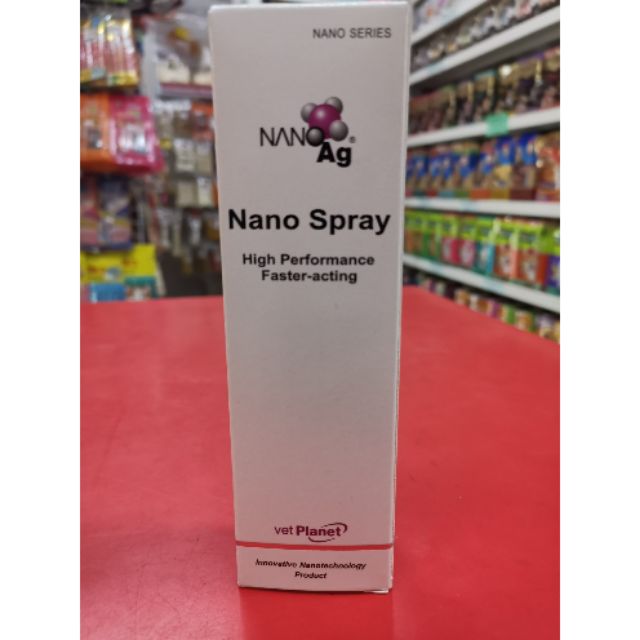 NANO SERIES
NANO Ag®
Nano Spray
High Performance
Faster-acting
vet Planet
Innovative Nanotechnology
Product